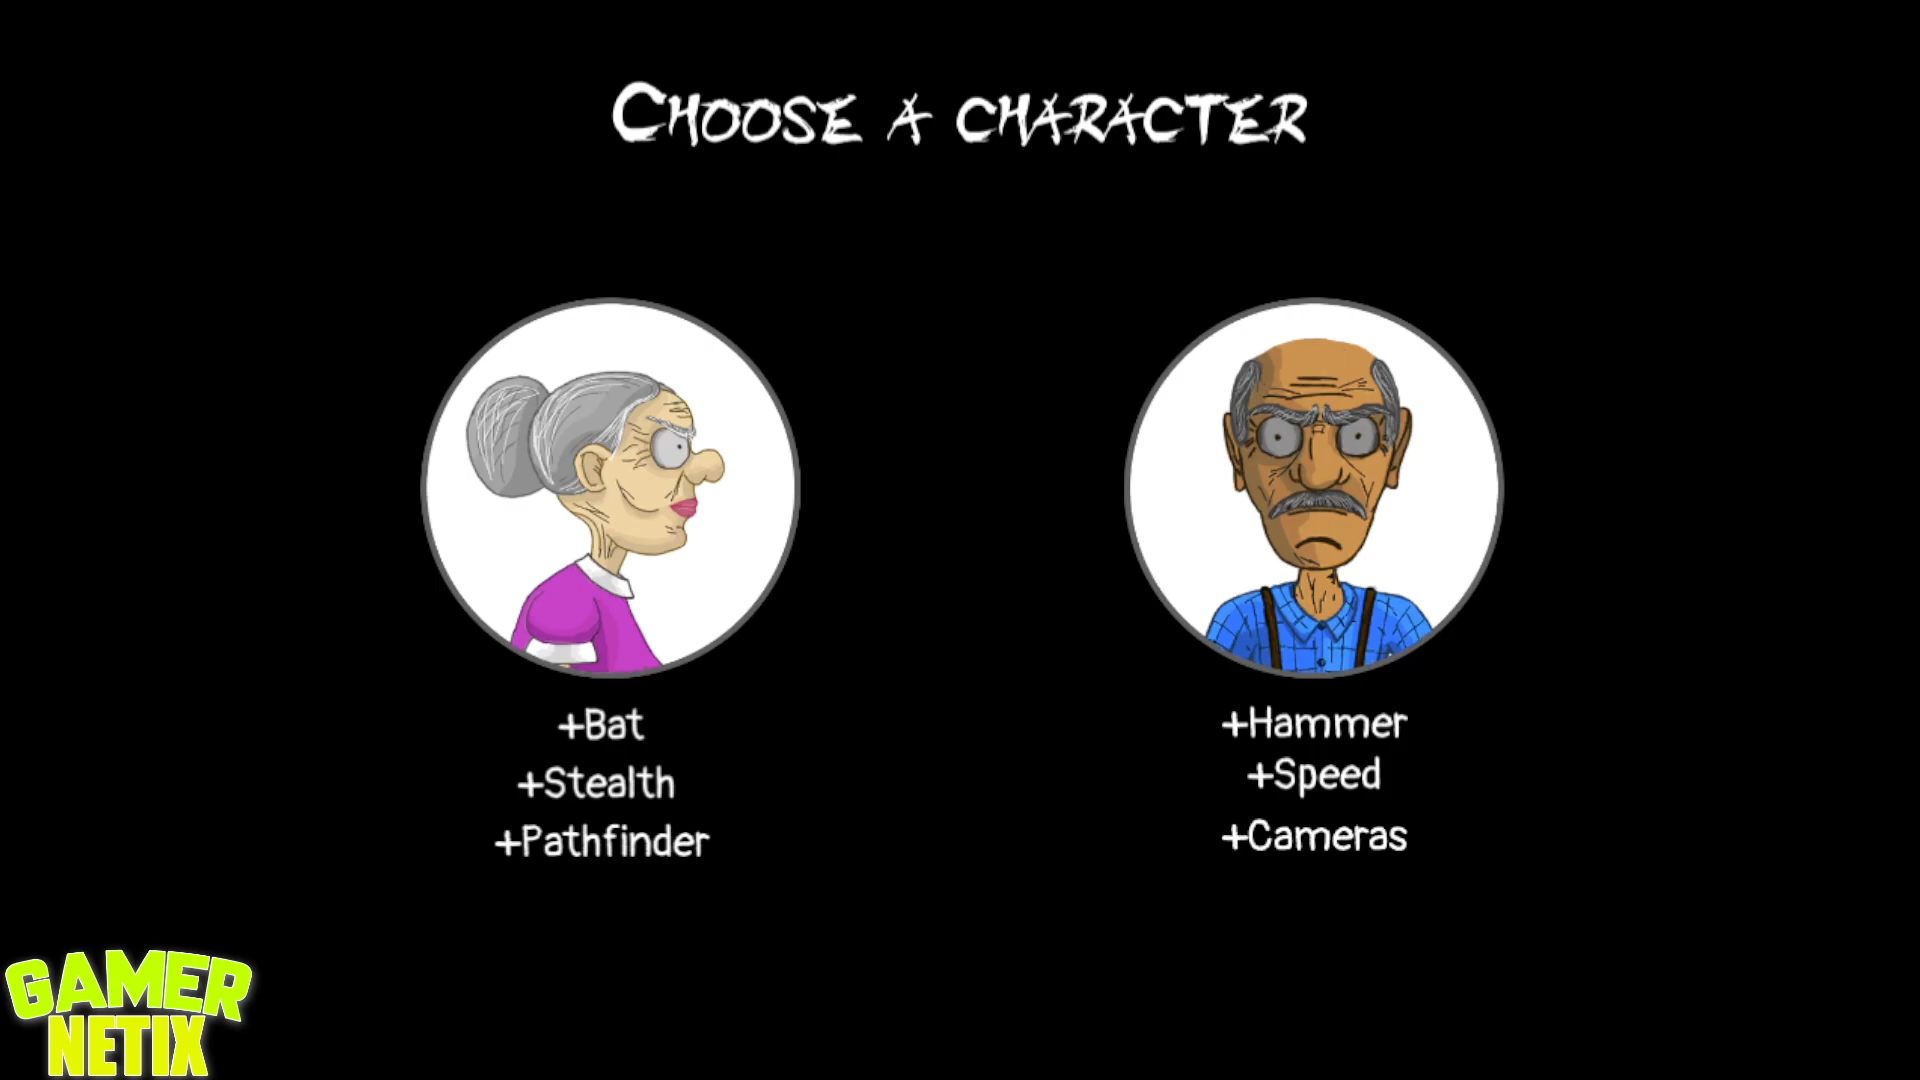 Choose a character
+Bat
+Stealth
+Pathfinder
+Hammer
+Speed
+Cameras
GAMER
NETIX